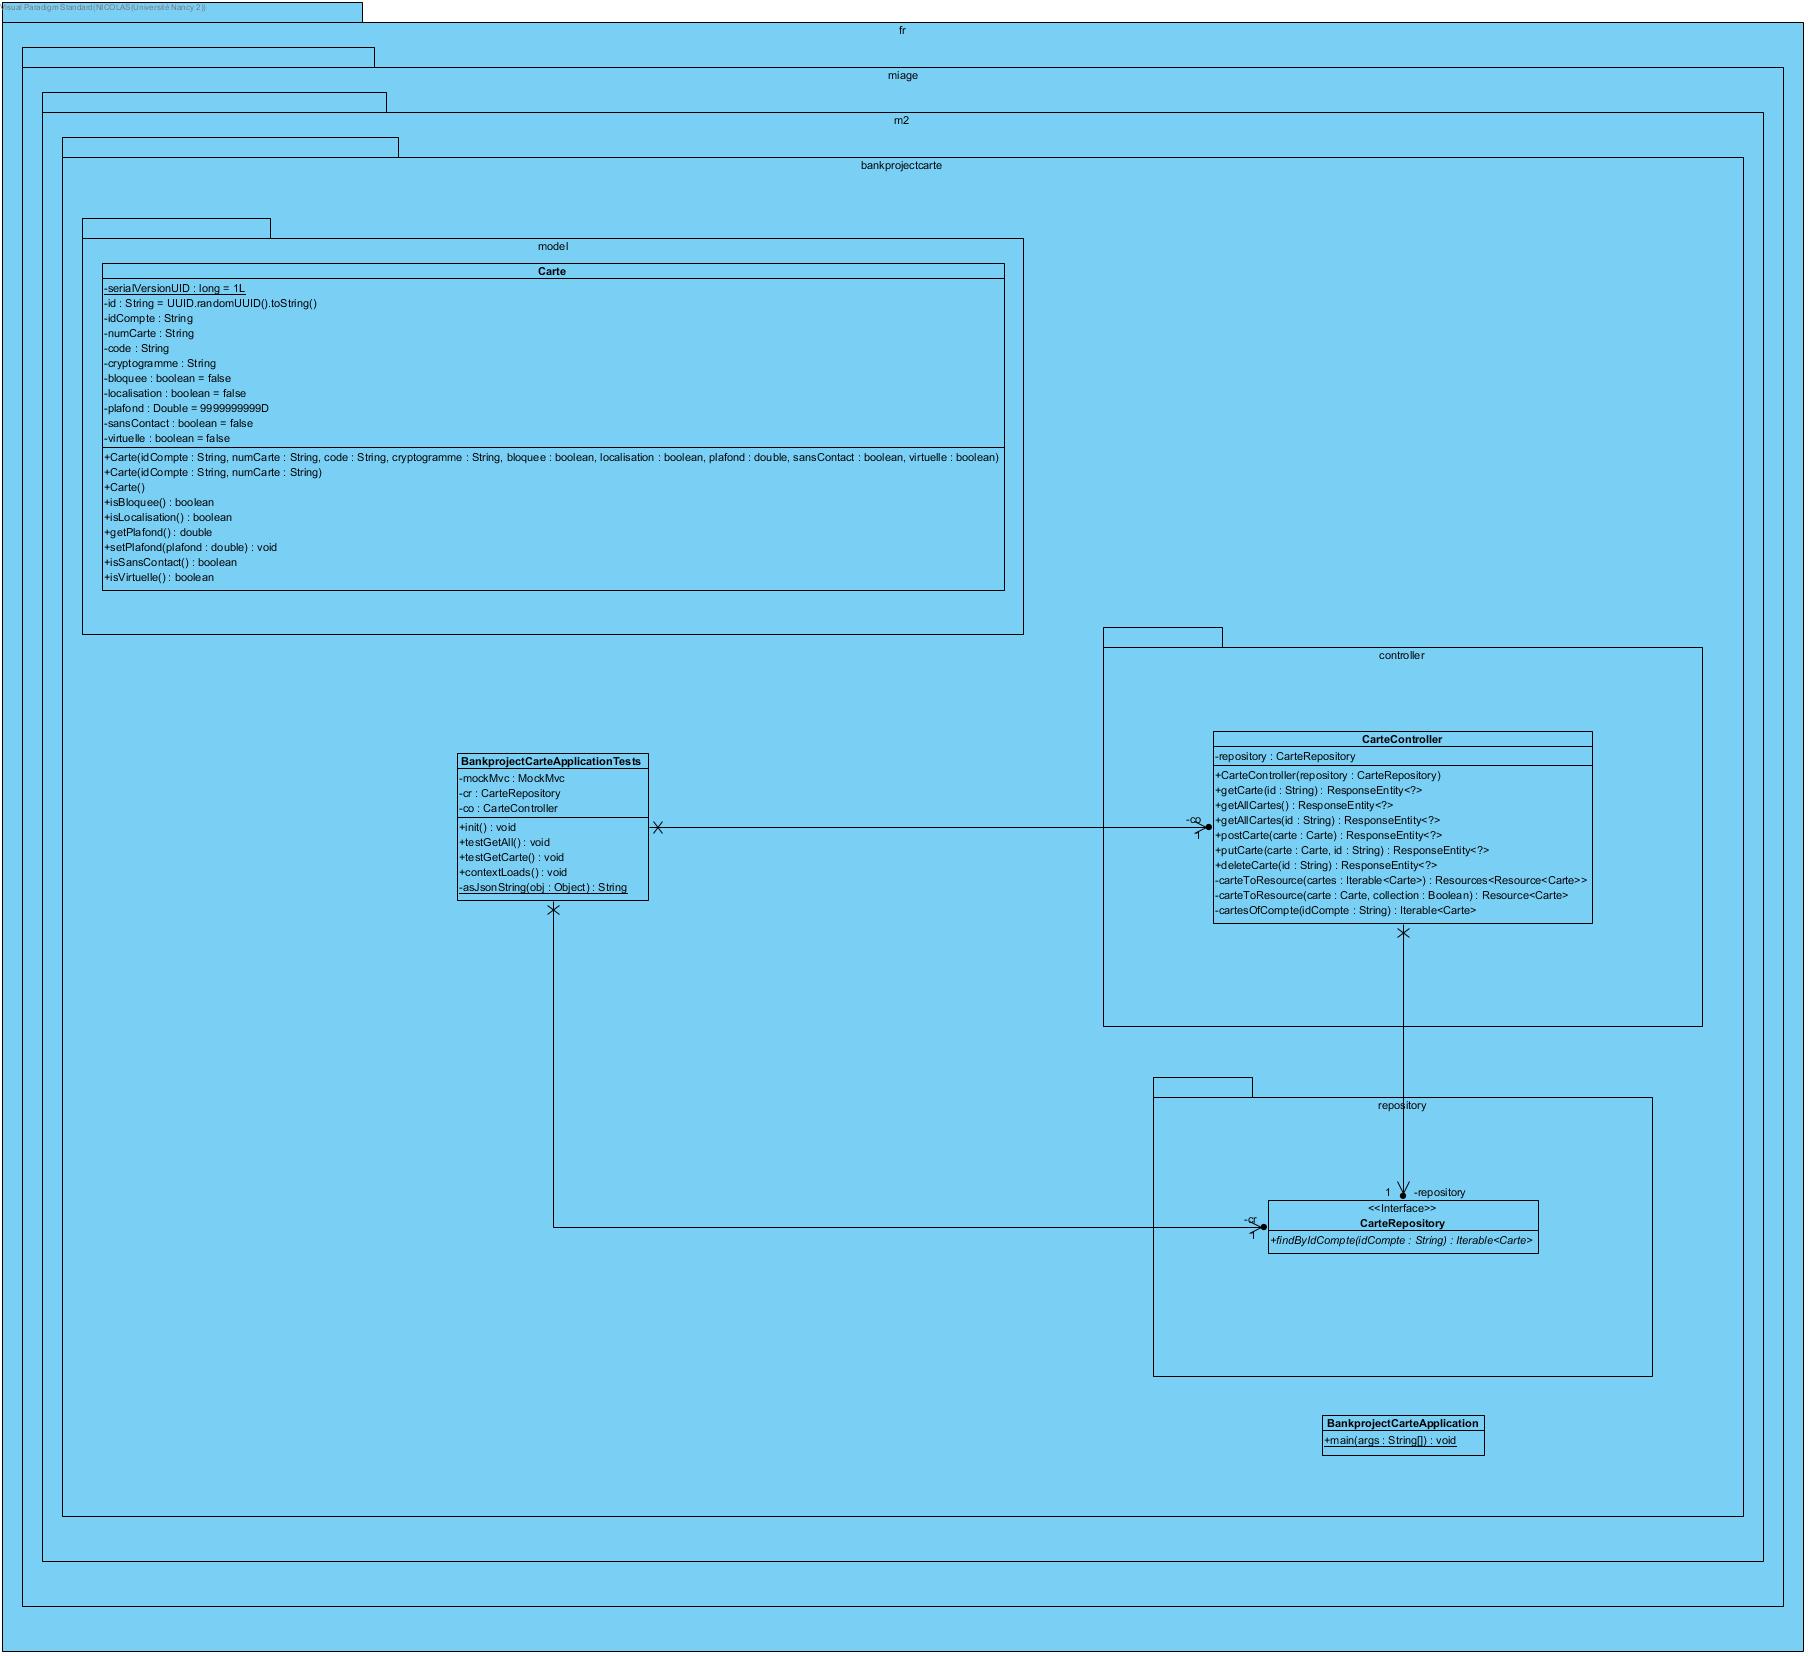 Visual Paradigm Standard(NICOLAS(Université Nancy 2))
fr
miage
m2
bankprojectcarte
model
Carte
-serialVersionUID : long = 1L
-id : String = UUID.randomUUID().toString()
-idCompte : String
-numCarte : String
-code : String
-cryptogramme : String
-bloquee : boolean = false
-localisation : boolean = false
-plafond : Double = 9999999999D
-sansContact : boolean = false
-virtuelle : boolean = false
+Carte(idCompte : String, numCarte : String, code : String, cryptogramme : String, bloquee : boolean, localisation : boolean, plafond : double, sansContact : boolean, virtuelle : boolean)
+Carte(idCompte : String, numCarte : String)
+Carte()
+isBloquee() : boolean
+isLocalisation() : boolean
+getPlafond() : double
+setPlafond(plafond : double) : void
+isSansContact() : boolean
+isVirtuelle() : boolean
controller
CarteController
-repository : CarteRepository
+CarteController(repository : CarteRepository)
+getCarte(id : String) : ResponseEntity<?>
+getAllCartes() : ResponseEntity<?>
+getAllCartes(id : String) : ResponseEntity<?>
+postCarte(carte : Carte) : ResponseEntity<?>
+putCarte(carte : Carte, id : String) : ResponseEntity<?>
+deleteCarte(id : String) : ResponseEntity<?>
-carteToResource(cartes : Iterable<Carte>) : Resources<Resource<Carte>>
-carteToResource(carte : Carte, collection : Boolean) : Resource<Carte>
-cartesOfCompte(idCompte : String) : Iterable<Carte>
BankprojectCarteApplicationTests
-mockMvc : MockMvc
-cr : CarteRepository
-co : CarteController
+init() : void
+testGetAll() : void
+testGetCarte() : void
+contextLoads() : void
-asJsonString(obj : Object) : String
-co
1
repository
1
-repository
-cr
1
<<Interface>>
CarteRepository
+findByIdCompte(idCompte : String) : Iterable<Carte>
BankprojectCarteApplication
+main(args : String[]) : void